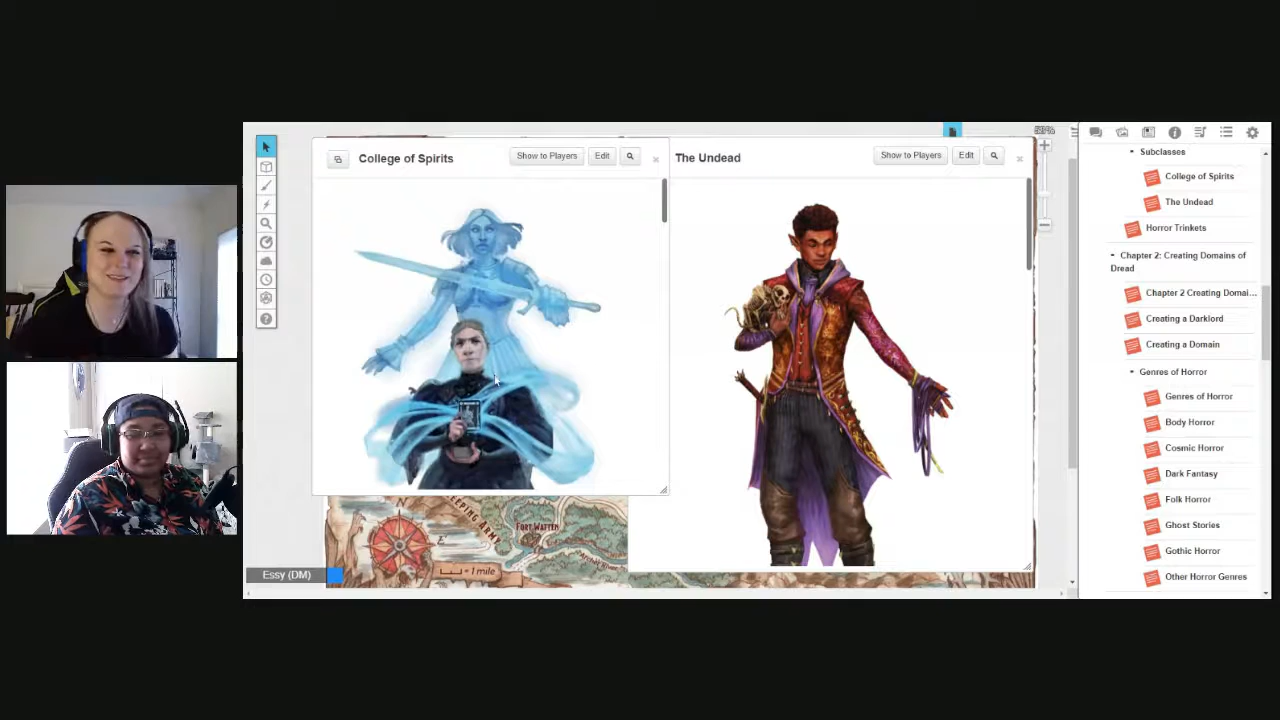 College of Spirits
Show to Players
Edit
The Undead
Show to Players
Edit
Subclasses
College of Spirits
The Undead
Horror Trinkets
Chapter 2: Creating Domains of
Dread
Chapter 2 Creating Domai...
Creating a Darklord
Creating a Domain
Genres of Horror
Genres of Horror
Body Horror
Cosmic Horror
Dark Fantasy
Folk Horror
Ghost Stories
Gothic Horror
Other Horror Genres
Fort Watten
= 1 mile
Essy (DM)